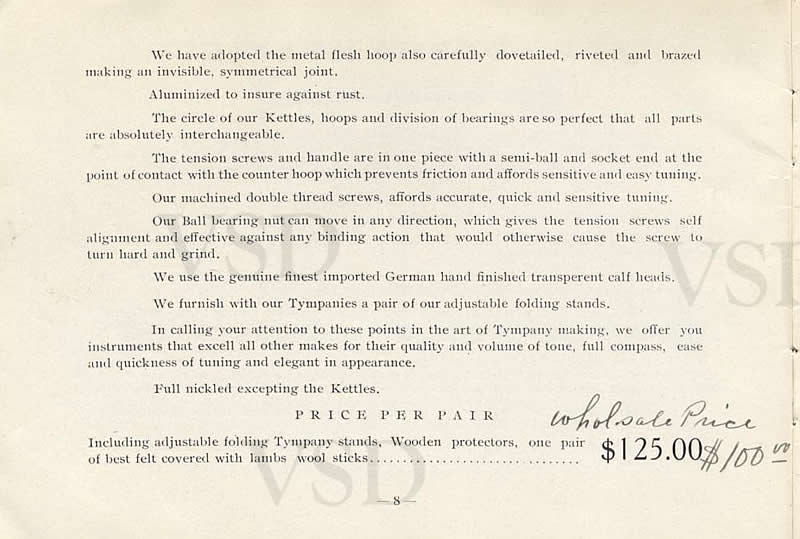 We have adopted the metal flesh hoop also carefully dovetailed, riveted and brazed
making an invisible, symmetrical joint.
Aluminized to insure against rust.
The circle of our Kettles, hoops and division of bearings are so perfect that all parts
are absolutely interchangeable.
The tension screws and handle are in one piece with a semi-ball and socket end at the
point of contact with the counter hoop which prevents friction and affords sensitive and easy tuning.
Our machined double thread screws, affords accurate, quick and sensitive tuning.
Our Ball bearing nut can move in any direction, which gives the tension screws self
alignment and effective against any binding action that would otherwise cause the screw to
turn hard and grind.
VSD
VSD
We use the genuine finest imported German hand finished transperent calf heads.
We furnish with our Tympanies a pair of our adjustable folding stands.
In calling your attention to these points in the art of Tympany making, we offer you
instruments that excell all other makes for their quality and volume of tone, full compass, ease
and quickness of tuning and elegant in appearance.
Full nickled excepting the Kettles.
PRICE PER PAIR
wholesale Price
Including adjustable folding Tympany stands, Wooden protectors, one pair
of best felt covered with lambs wool sticks.............................. $125.00 $100 00
VSD
— 8 —